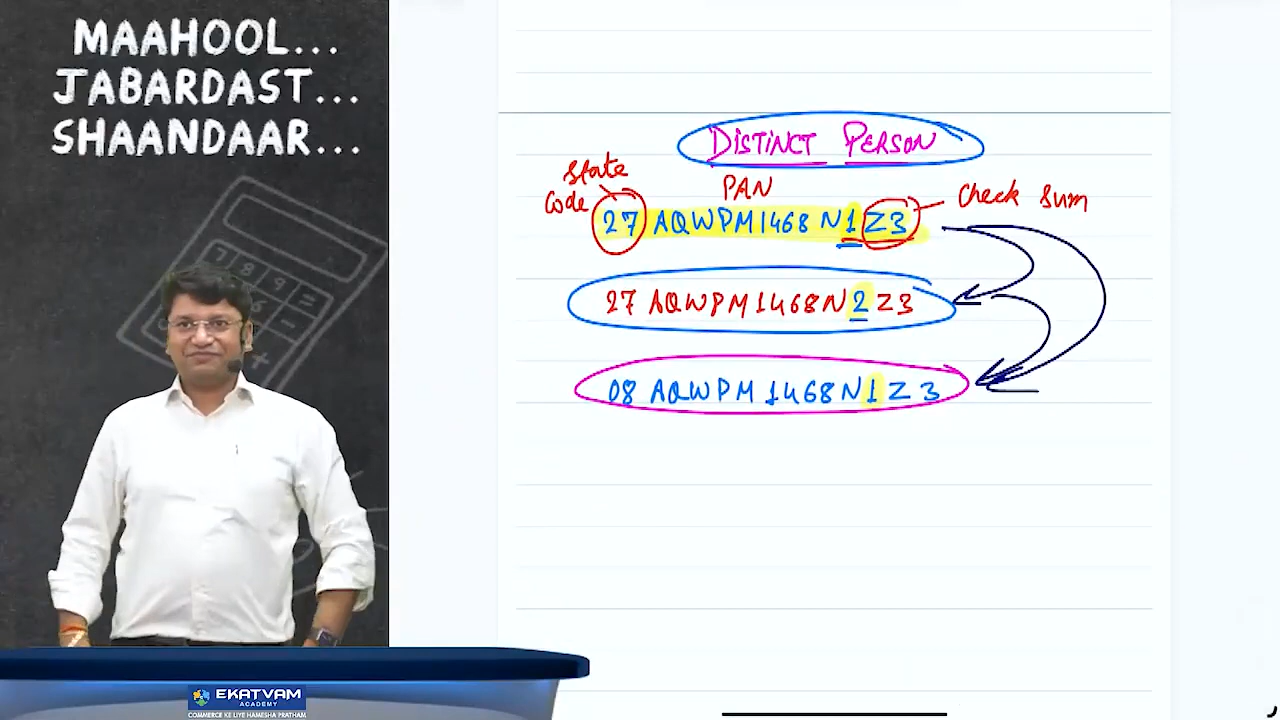 MAAHOOL...
JABARDAST...
SHAANDAAR...
DISTINCT PERSON
State
Code
PAN
Check Sum
27 AQWPM1468N1Z3
27 AQWPM1468N2Z3
08 AQWPM1468N1Z3
EKATVAM
ACADEMY
COMMERCE KE LIYE HAMESHA PRATHAM